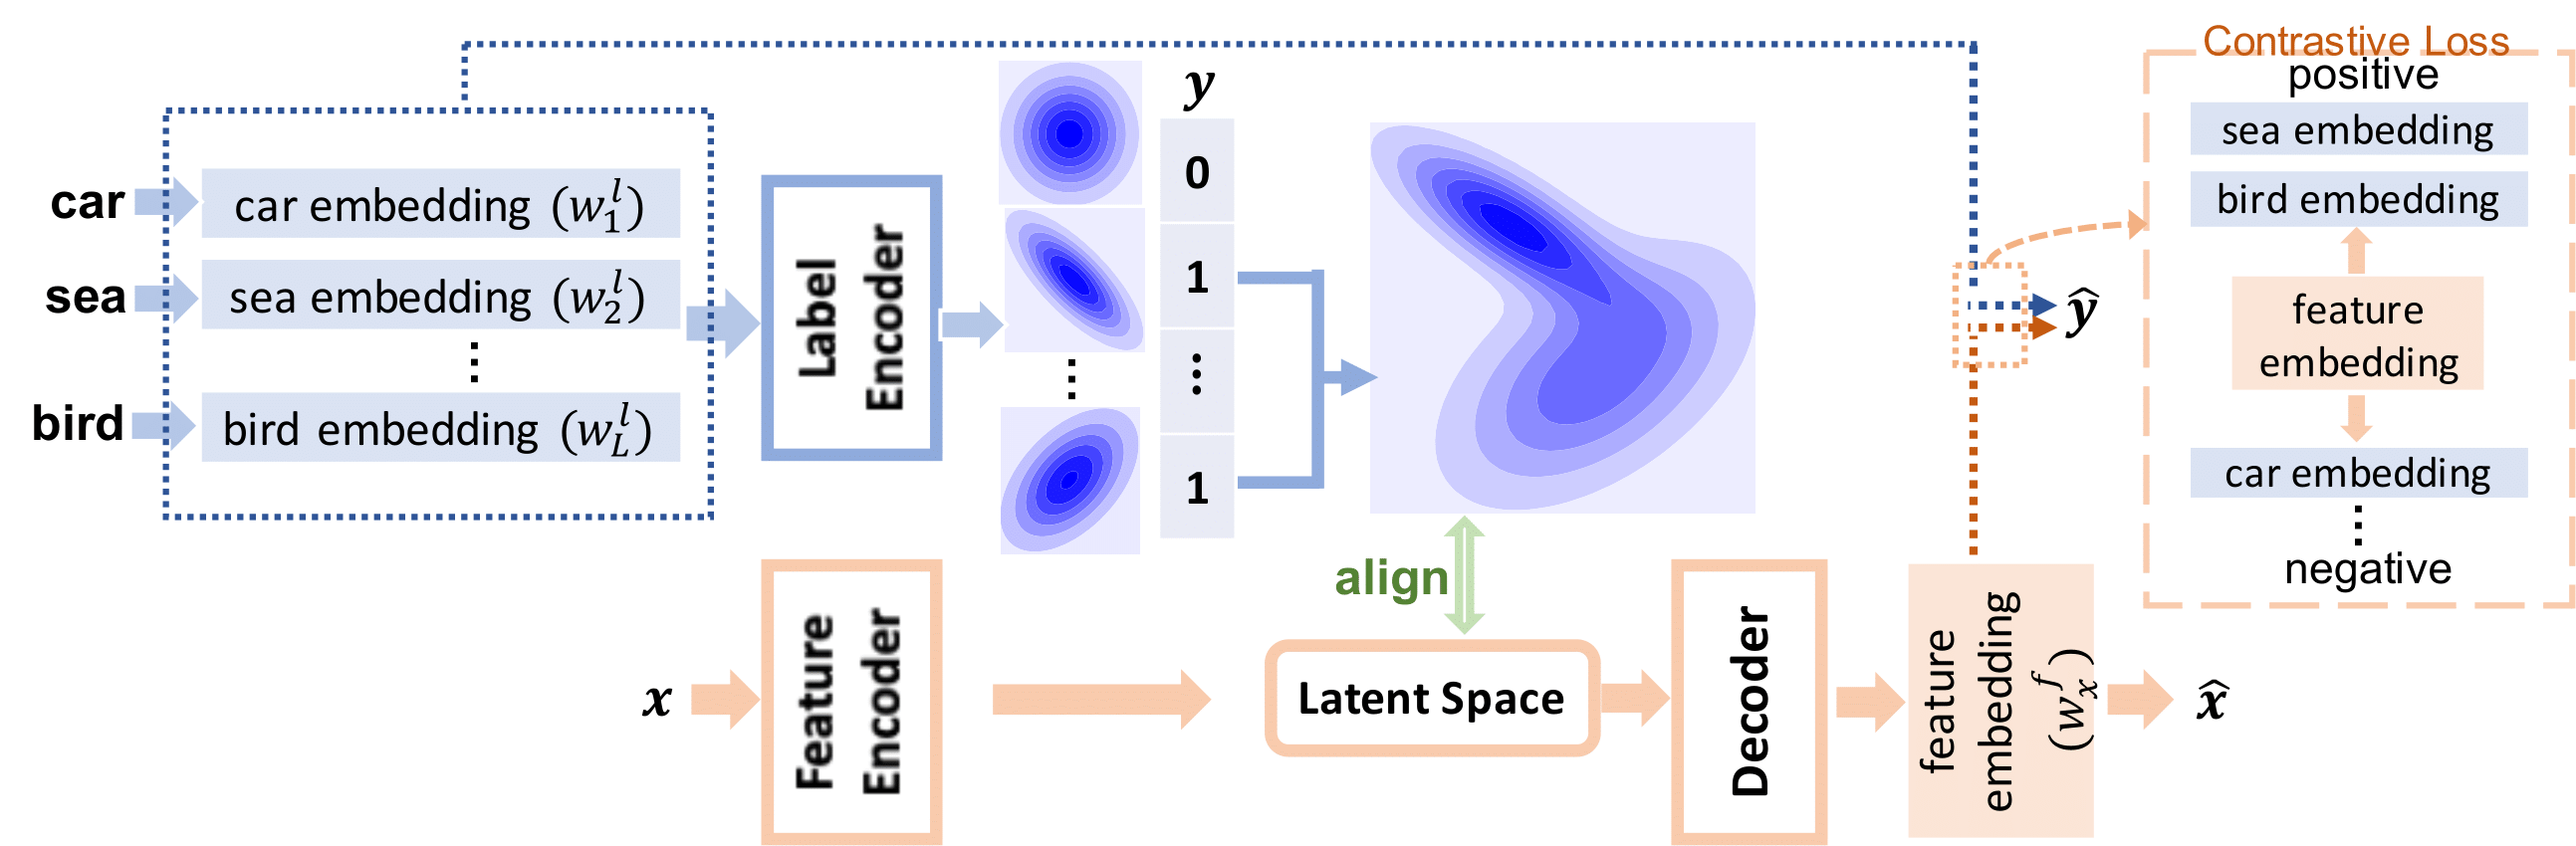 car
car embedding (w_1^l)
sea
sea embedding (w_2^l)
⋮
bird
bird embedding (w_L^l)
Label
Encoder
⋮
y
0
1
⋮
1
align
x
Feature
Encoder
Latent Space
Decoder
feature
embedding
(w_x^f)
x̂
ŷ
Contrastive Loss
positive
sea embedding
bird embedding
feature
embedding
car embedding
⋮
negative